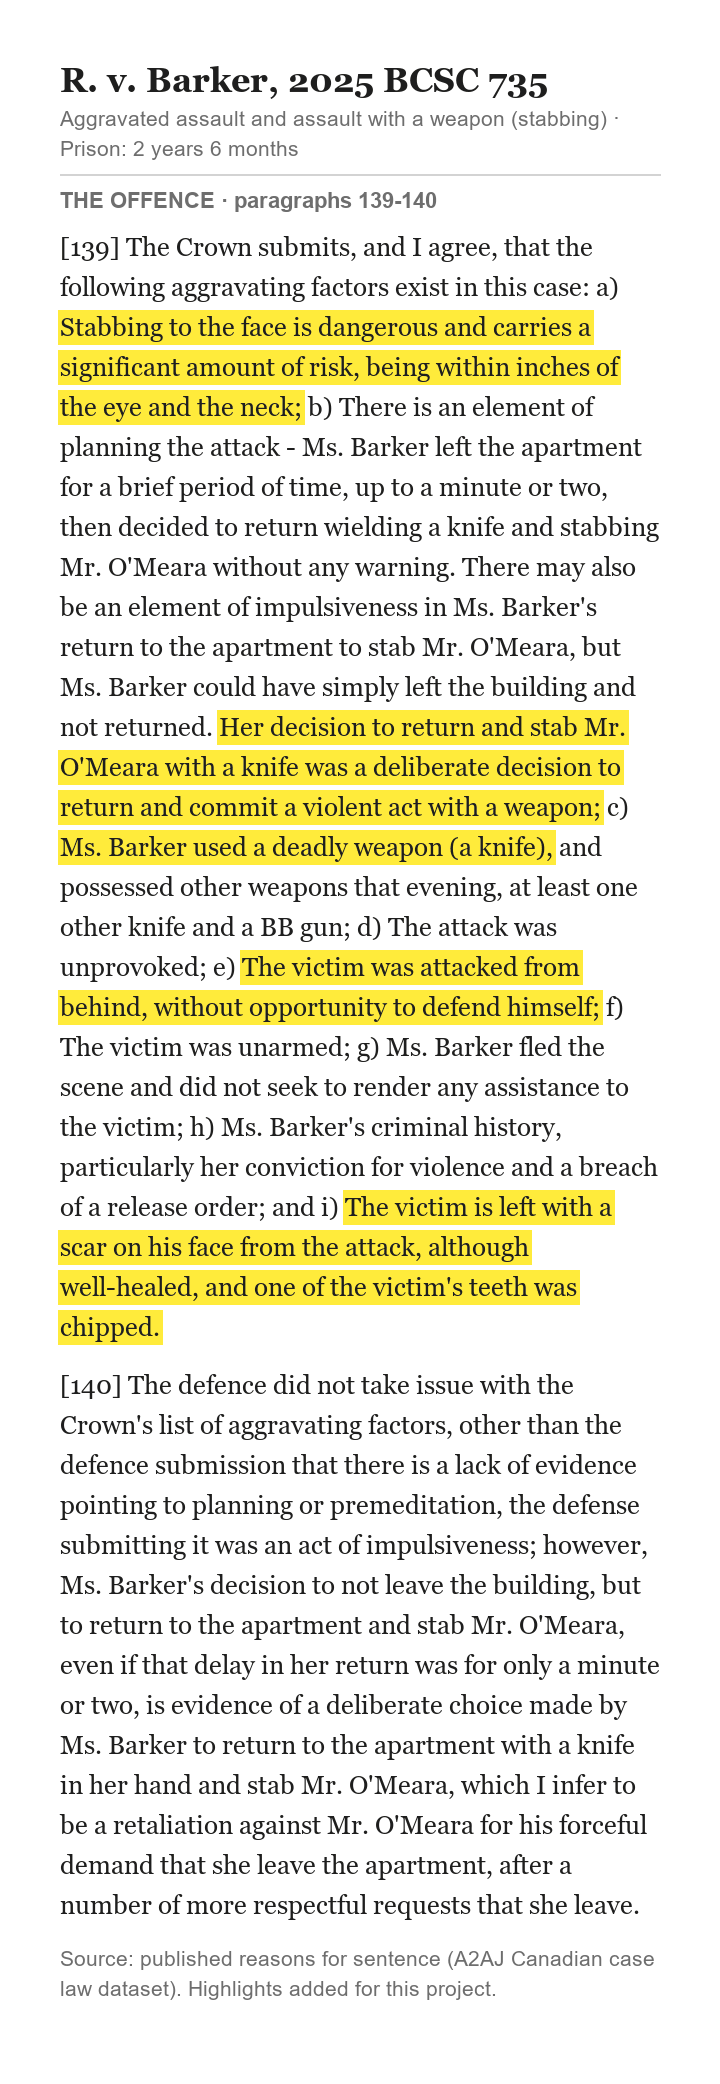 R. v. Barker, 2025 BCSC 735
Aggravated assault and assault with a weapon (stabbing) ·
Prison: 2 years 6 months
THE OFFENCE · paragraphs 139-140
[139] The Crown submits, and I agree, that the
following aggravating factors exist in this case: a)
Stabbing to the face is dangerous and carries a
significant amount of risk, being within inches of
the eye and the neck; b) There is an element of
planning the attack - Ms. Barker left the apartment
for a brief period of time, up to a minute or two,
then decided to return wielding a knife and stabbing
Mr. O'Meara without any warning. There may also
be an element of impulsiveness in Ms. Barker's
return to the apartment to stab Mr. O'Meara, but
Ms. Barker could have simply left the building and
not returned. Her decision to return and stab Mr.
O'Meara with a knife was a deliberate decision to
return and commit a violent act with a weapon; c)
Ms. Barker used a deadly weapon (a knife), and
possessed other weapons that evening, at least one
other knife and a BB gun; d) The attack was
unprovoked; e) The victim was attacked from
behind, without opportunity to defend himself; f)
The victim was unarmed; g) Ms. Barker fled the
scene and did not seek to render any assistance to
the victim; h) Ms. Barker's criminal history,
particularly her conviction for violence and a breach
of a release order; and i) The victim is left with a
scar on his face from the attack, although
well-healed, and one of the victim's teeth was
chipped.
[140] The defence did not take issue with the
Crown's list of aggravating factors, other than the
defence submission that there is a lack of evidence
pointing to planning or premeditation, the defense
submitting it was an act of impulsiveness; however,
Ms. Barker's decision to not leave the building, but
to return to the apartment and stab Mr. O'Meara,
even if that delay in her return was for only a minute
or two, is evidence of a deliberate choice made by
Ms. Barker to return to the apartment with a knife
in her hand and stab Mr. O'Meara, which I infer to
be a retaliation against Mr. O'Meara for his forceful
demand that she leave the apartment, after a
number of more respectful requests that she leave.
Source: published reasons for sentence (A2AJ Canadian case
law dataset). Highlights added for this project.